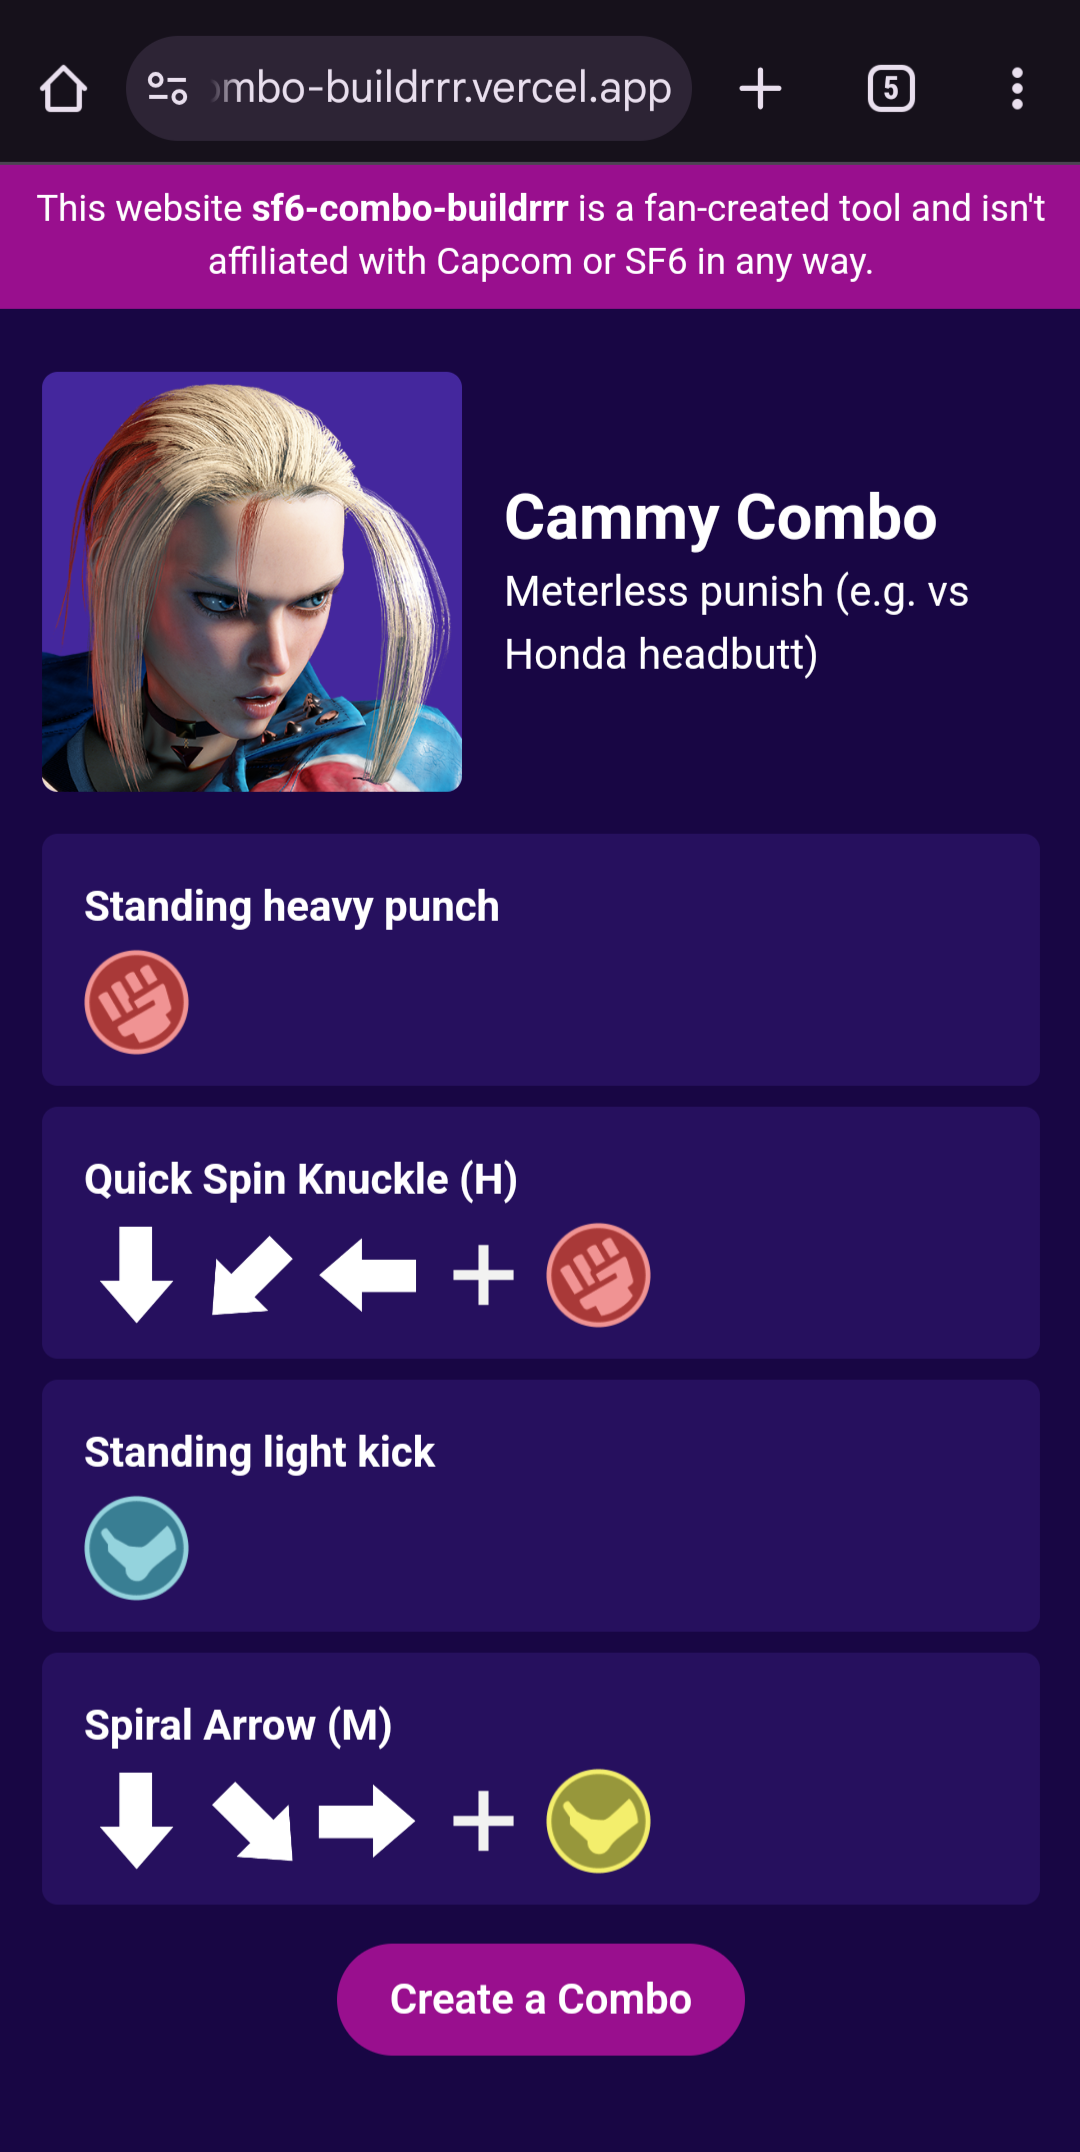 mbo-buildrrr.vercel.app
5
This website sf6-combo-buildrrr is a fan-created tool and isn't
affiliated with Capcom or SF6 in any way.
Cammy Combo
Meterless punish (e.g. vs
Honda headbutt)
Standing heavy punch
Quick Spin Knuckle (H)
+
Standing light kick
Spiral Arrow (M)
+
Create a Combo